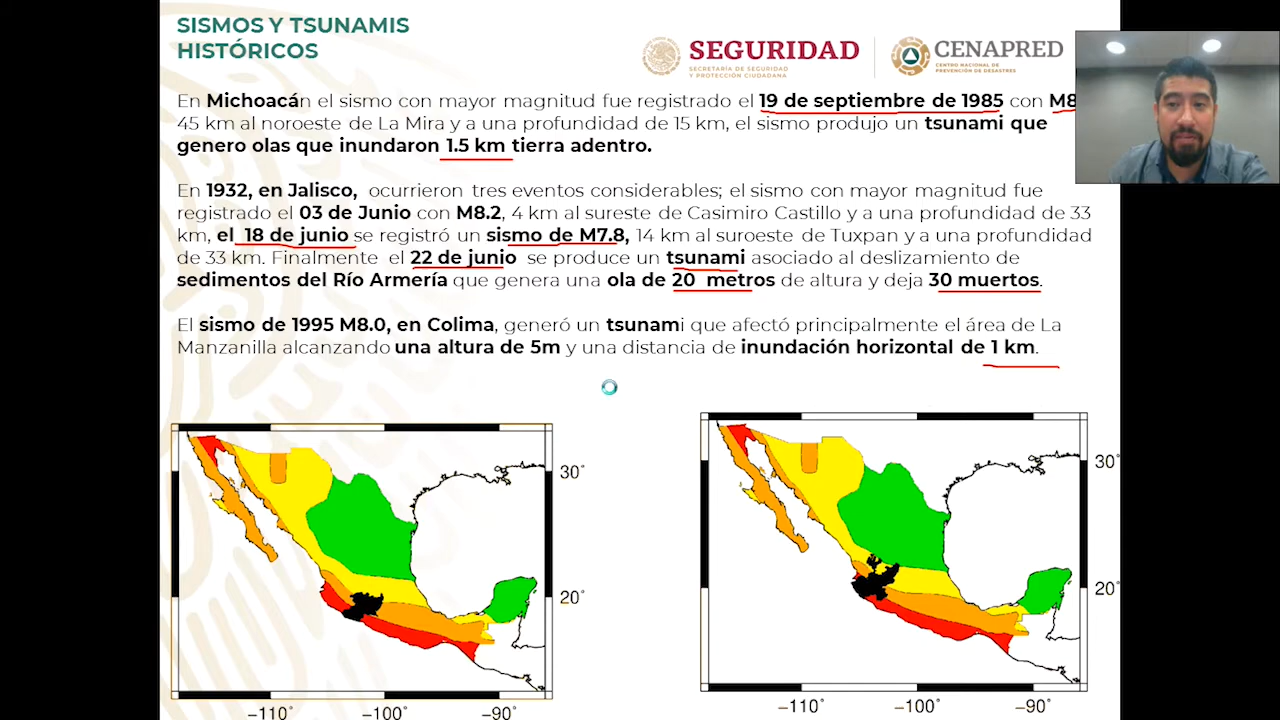 SISMOS Y TSUNAMIS
HISTÓRICOS
SEGURIDAD
SECRETARÍA DE SEGURIDAD
Y PROTECCIÓN CIUDADANA
CENAPRED
CENTRO NACIONAL DE
PREVENCIÓN DE DESASTRES
En Michoacán el sismo con mayor magnitud fue registrado el 19 de septiembre de 1985 con M8
45 km al noroeste de La Mira y a una profundidad de 15 km, el sismo produjo un tsunami que
genero olas que inundaron 1.5 km tierra adentro.
En 1932, en Jalisco, ocurrieron tres eventos considerables; el sismo con mayor magnitud fue
registrado el 03 de Junio con M8.2, 4 km al sureste de Casimiro Castillo y a una profundidad de 33
km, el 18 de junio se registró un sismo de M7.8, 14 km al suroeste de Tuxpan y a una profundidad
de 33 km. Finalmente el 22 de junio se produce un tsunami asociado al deslizamiento de
sedimentos del Río Armería que genera una ola de 20 metros de altura y deja 30 muertos.
El sismo de 1995 M8.0, en Colima, generó un tsunami que afectó principalmente el área de La
Manzanilla alcanzando una altura de 5m y una distancia de inundación horizontal de 1 km.
30°
20°
−110° −100° −90°
30°
20°
−110° −100° −90°